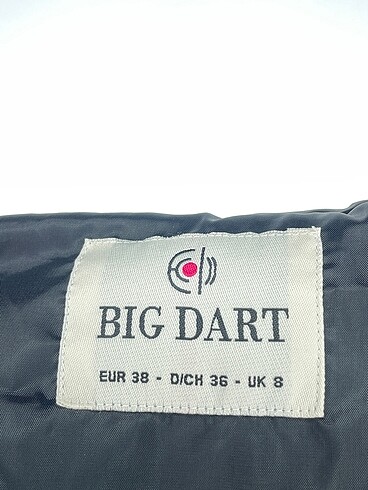 BIG DART
EUR 38 - D/CH 36 - UK 8